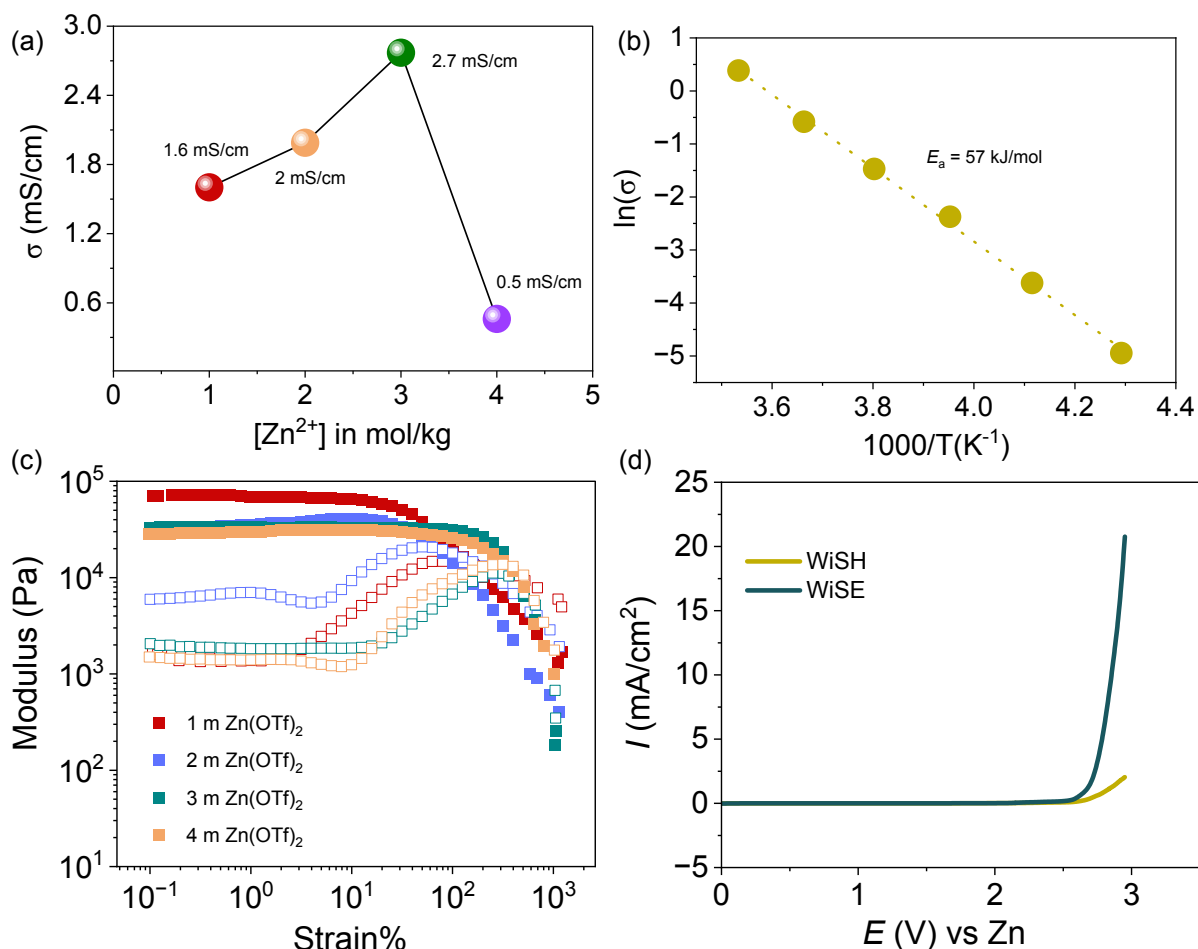 (a)
3.0
2.4
1.8
1.2
0.6
σ (mS/cm)
1.6 mS/cm
2 mS/cm
2.7 mS/cm
0.5 mS/cm
0 1 2 3 4 5
[Zn²⁺] in mol/kg
(b)
1
0
−1
−2
−3
−4
−5
ln(σ)
Eₐ = 57 kJ/mol
3.6 3.8 4.0 4.2 4.4
1000/T(K⁻¹)
(c)
10⁵
10⁴
10³
10²
10¹
Modulus (Pa)
1 m Zn(OTf)₂
2 m Zn(OTf)₂
3 m Zn(OTf)₂
4 m Zn(OTf)₂
10⁻¹ 10⁰ 10¹ 10² 10³
Strain%
(d)
25
20
15
10
5
0
−5
I (mA/cm²)
WiSH
WiSE
0 1 2 3
E (V) vs Zn